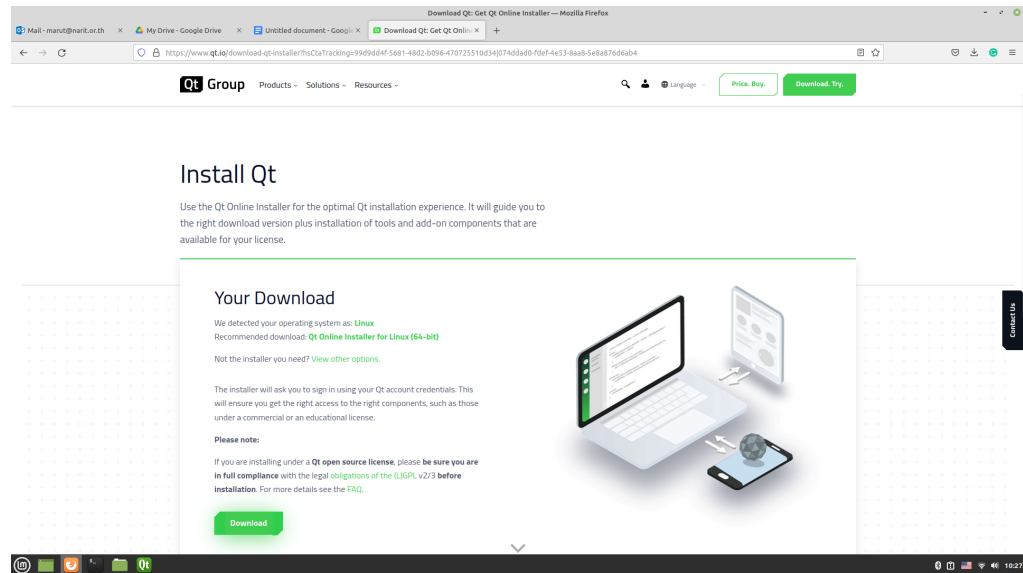 Download Qt: Get Qt Online Installer — Mozilla Firefox
Mail - marut@narit.or.th
My Drive - Google Drive
Untitled document - Google
Download Qt: Get Qt Online
https://www.qt.io/download-qt-installer?hsCtaTracking=99d9dd4f-5681-48d2-b096-470725510d34|074ddad0-fdef-4e53-8aa8-5e8a876d6ab4
Qt Group
Products
Solutions
Resources
Language
Price. Buy.
Download. Try.
Install Qt
Use the Qt Online Installer for the optimal Qt installation experience. It will guide you to
the right download version plus installation of tools and add-on components that are
available for your license.
Your Download
We detected your operating system as: Linux
Recommended download: Qt Online Installer for Linux (64-bit)
Not the installer you need? View other options.
The installer will ask you to sign in using your Qt account credentials. This
will ensure you get the right access to the right components, such as those
under a commercial or an educational license.
Please note:
If you are installing under a Qt open source license, please be sure you are
in full compliance with the legal obligations of the (L)GPL v2/3 before
installation. For more details see the FAQ.
Download
Contact Us
Qt
10:27